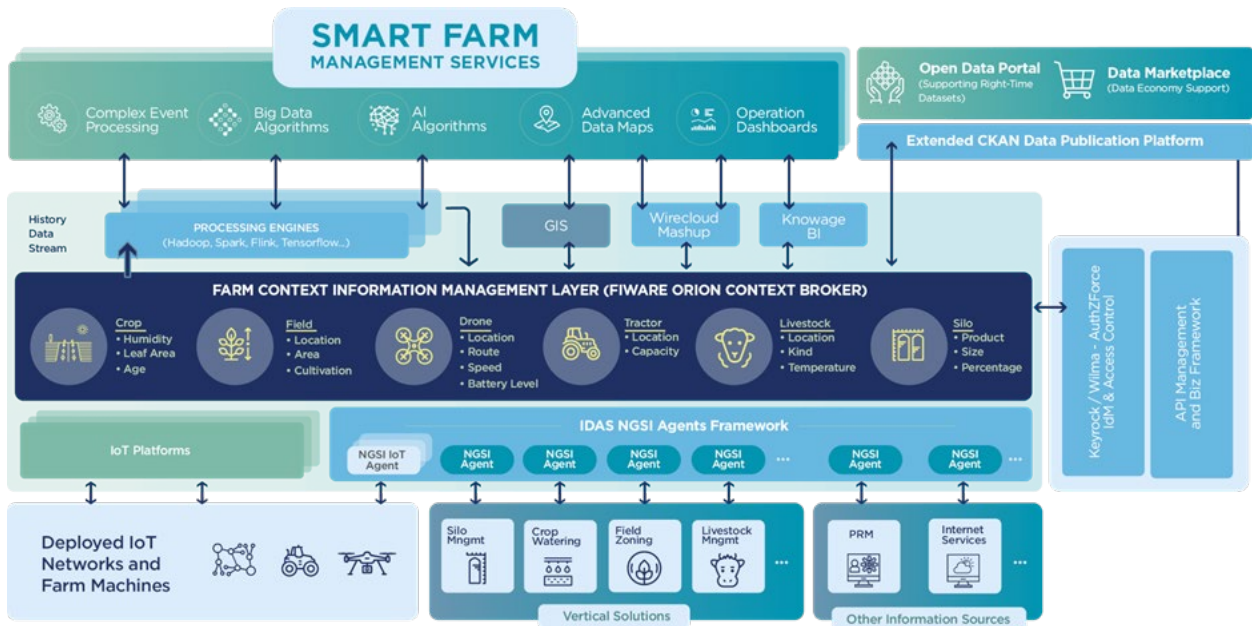 SMART FARM
MANAGEMENT SERVICES
Complex Event
Processing
Big Data
Algorithms
AI
Algorithms
Advanced
Data Maps
Operation
Dashboards
Open Data Portal
(Supporting Right-Time
Datasets)
Data Marketplace
(Data Economy Support)
Extended CKAN Data Publication Platform
History
Data
Stream
PROCESSING ENGINES
(Hadoop, Spark, Flink, Tensorflow...)
GIS
Wirecloud
Mashup
Knowage
BI
FARM CONTEXT INFORMATION MANAGEMENT LAYER (FIWARE ORION CONTEXT BROKER)
Crop
• Humidity
• Leaf Area
• Age
Field
• Location
• Area
• Cultivation
Drone
• Location
• Route
• Speed
• Battery Level
Tractor
• Location
• Capacity
Livestock
• Location
• Kind
• Temperature
Silo
• Product
• Size
• Percentage
Keyrock / Wilma - AuthZForce
IdM & Access Control
API Management
and Biz Framework
IoT Platforms
IDAS NGSI Agents Framework
NGSI IoT
Agent
NGSI
Agent
NGSI
Agent
NGSI
Agent
NGSI
Agent
...
NGSI
Agent
NGSI
Agent
...
Deployed IoT
Networks and
Farm Machines
Silo
Mngmt
Crop
Watering
Field
Zoning
Livestock
Mngmt
...
Vertical Solutions
PRM
Internet
Services
...
Other Information Sources